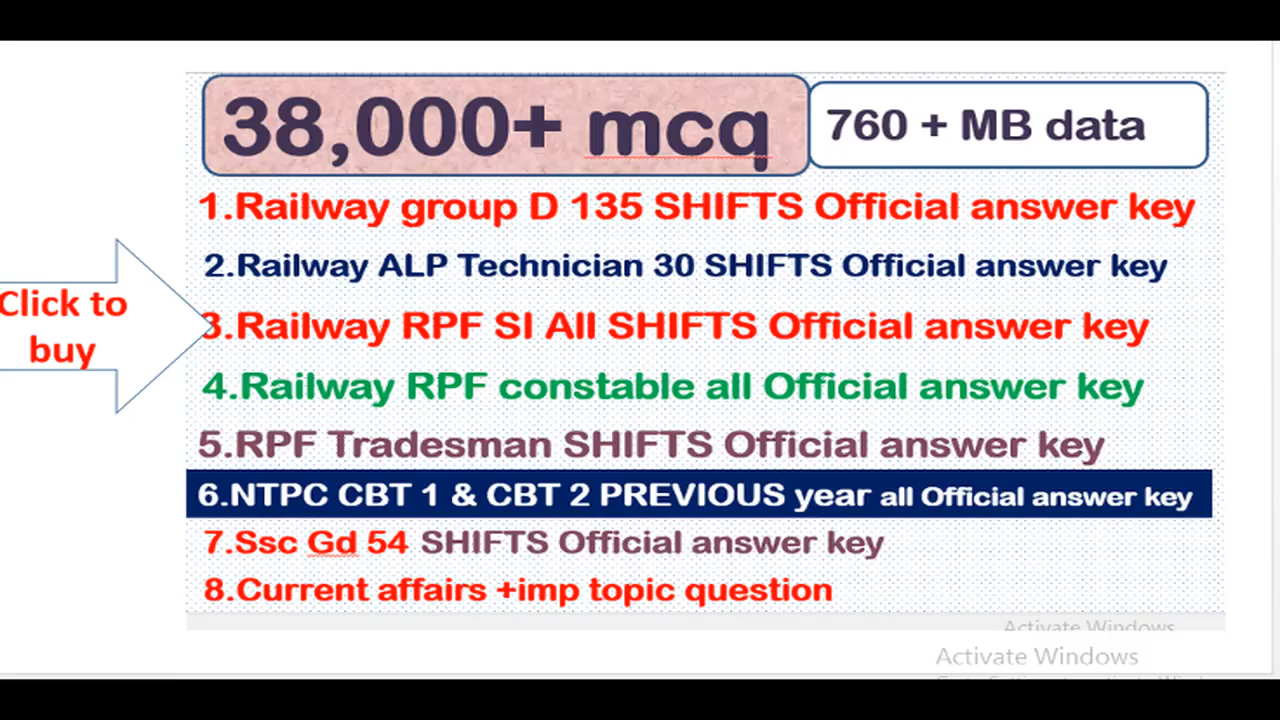 38,000+ mcq
760 + MB data
1.Railway group D 135 SHIFTS Official answer key
2.Railway ALP Technician 30 SHIFTS Official answer key
Click to
buy
3.Railway RPF SI All SHIFTS Official answer key
4.Railway RPF constable all Official answer key
5.RPF Tradesman SHIFTS Official answer key
6.NTPC CBT 1 & CBT 2 PREVIOUS year all Official answer key
7.Ssc Gd 54 SHIFTS Official answer key
8.Current affairs +imp topic question
Activate Windows
Activate Windows